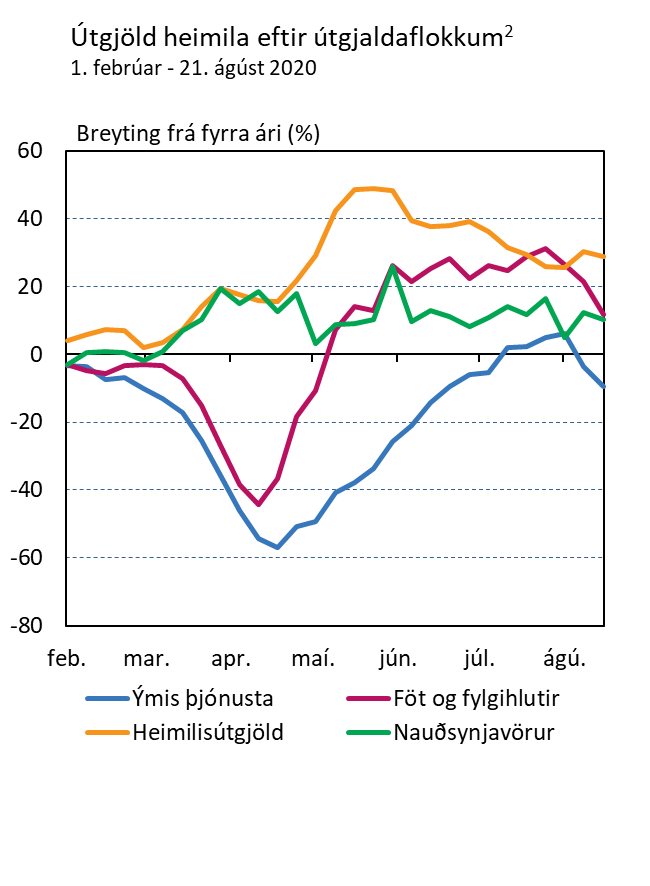 Útgjöld heimila eftir útgjaldaflokkum²
1. febrúar - 21. ágúst 2020
Breyting frá fyrra ári (%)
60
40
20
0
-20
-40
-60
-80
feb. mar. apr. maí. jún. júl. ágú.
Ýmis þjónusta Föt og fylgihlutir
Heimilisútgjöld Nauðsynjavörur